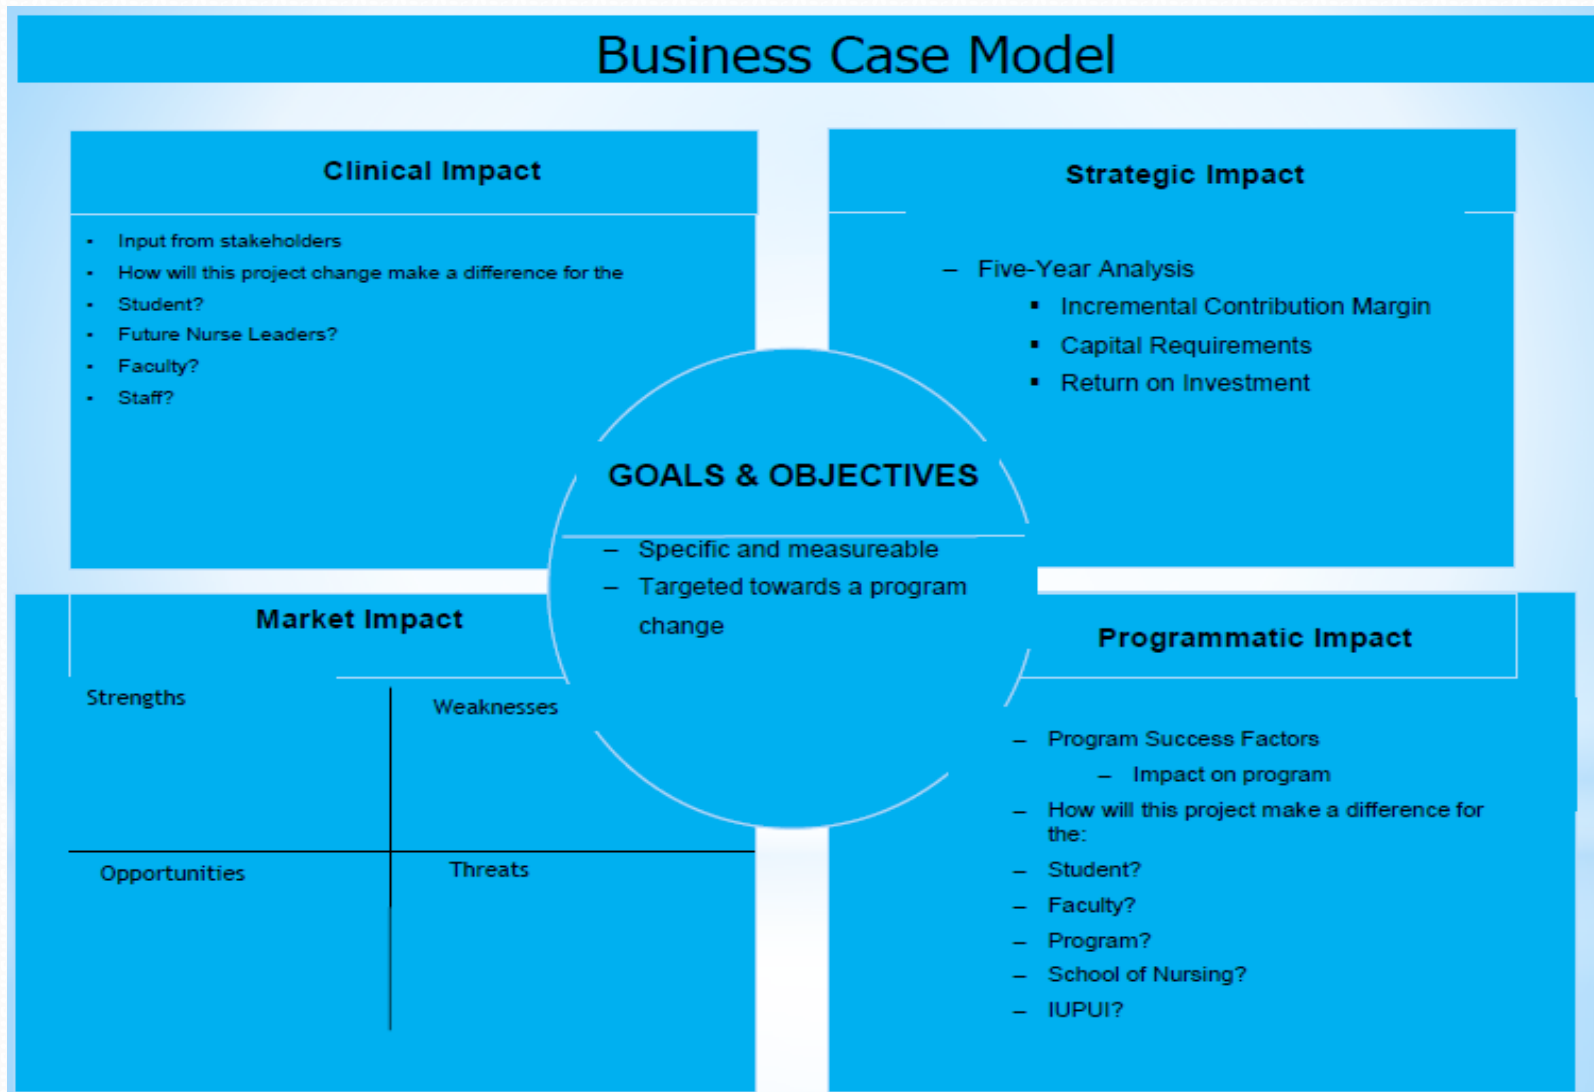 Business Case Model
Clinical Impact
▪ Input from stakeholders
▪ How will this project change make a difference for the
▪ Student?
▪ Future Nurse Leaders?
▪ Faculty?
▪ Staff?
Strategic Impact
– Five-Year Analysis
▪ Incremental Contribution Margin
▪ Capital Requirements
▪ Return on Investment
GOALS & OBJECTIVES
– Specific and measureable
– Targeted towards a program
change
Market Impact
Strengths
Weaknesses
Opportunities
Threats
Programmatic Impact
– Program Success Factors
– Impact on program
– How will this project make a difference for
the:
– Student?
– Faculty?
– Program?
– School of Nursing?
– IUPUI?